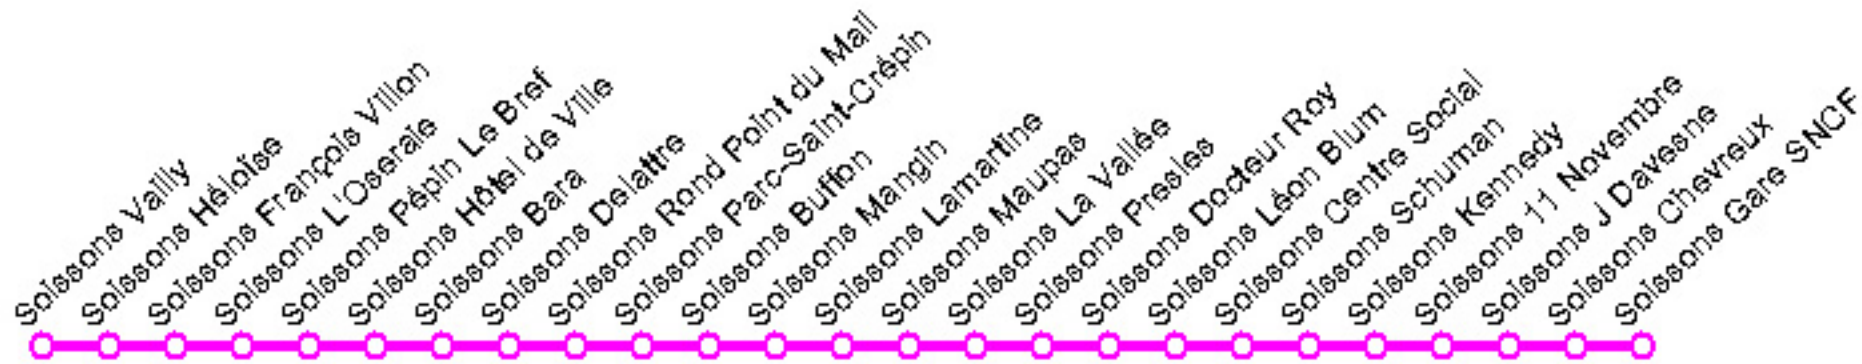 Soissons Vailly
Soissons Héloïse
Soissons François Villon
Soissons L'Oseraie
Soissons Pépin Le Bref
Soissons Hôtel de Ville
Soissons Bara
Soissons Delattre
Soissons Rond Point du Mail
Soissons Parc-Saint-Crépin
Soissons Buffon
Soissons Mangin
Soissons Lamartine
Soissons Maupas
Soissons La Vallée
Soissons Presles
Soissons Docteur Roy
Soissons Léon Blum
Soissons Centre Social
Soissons Schuman
Soissons Kennedy
Soissons 11 Novembre
Soissons J Davesne
Soissons Chevreux
Soissons Gare SNCF